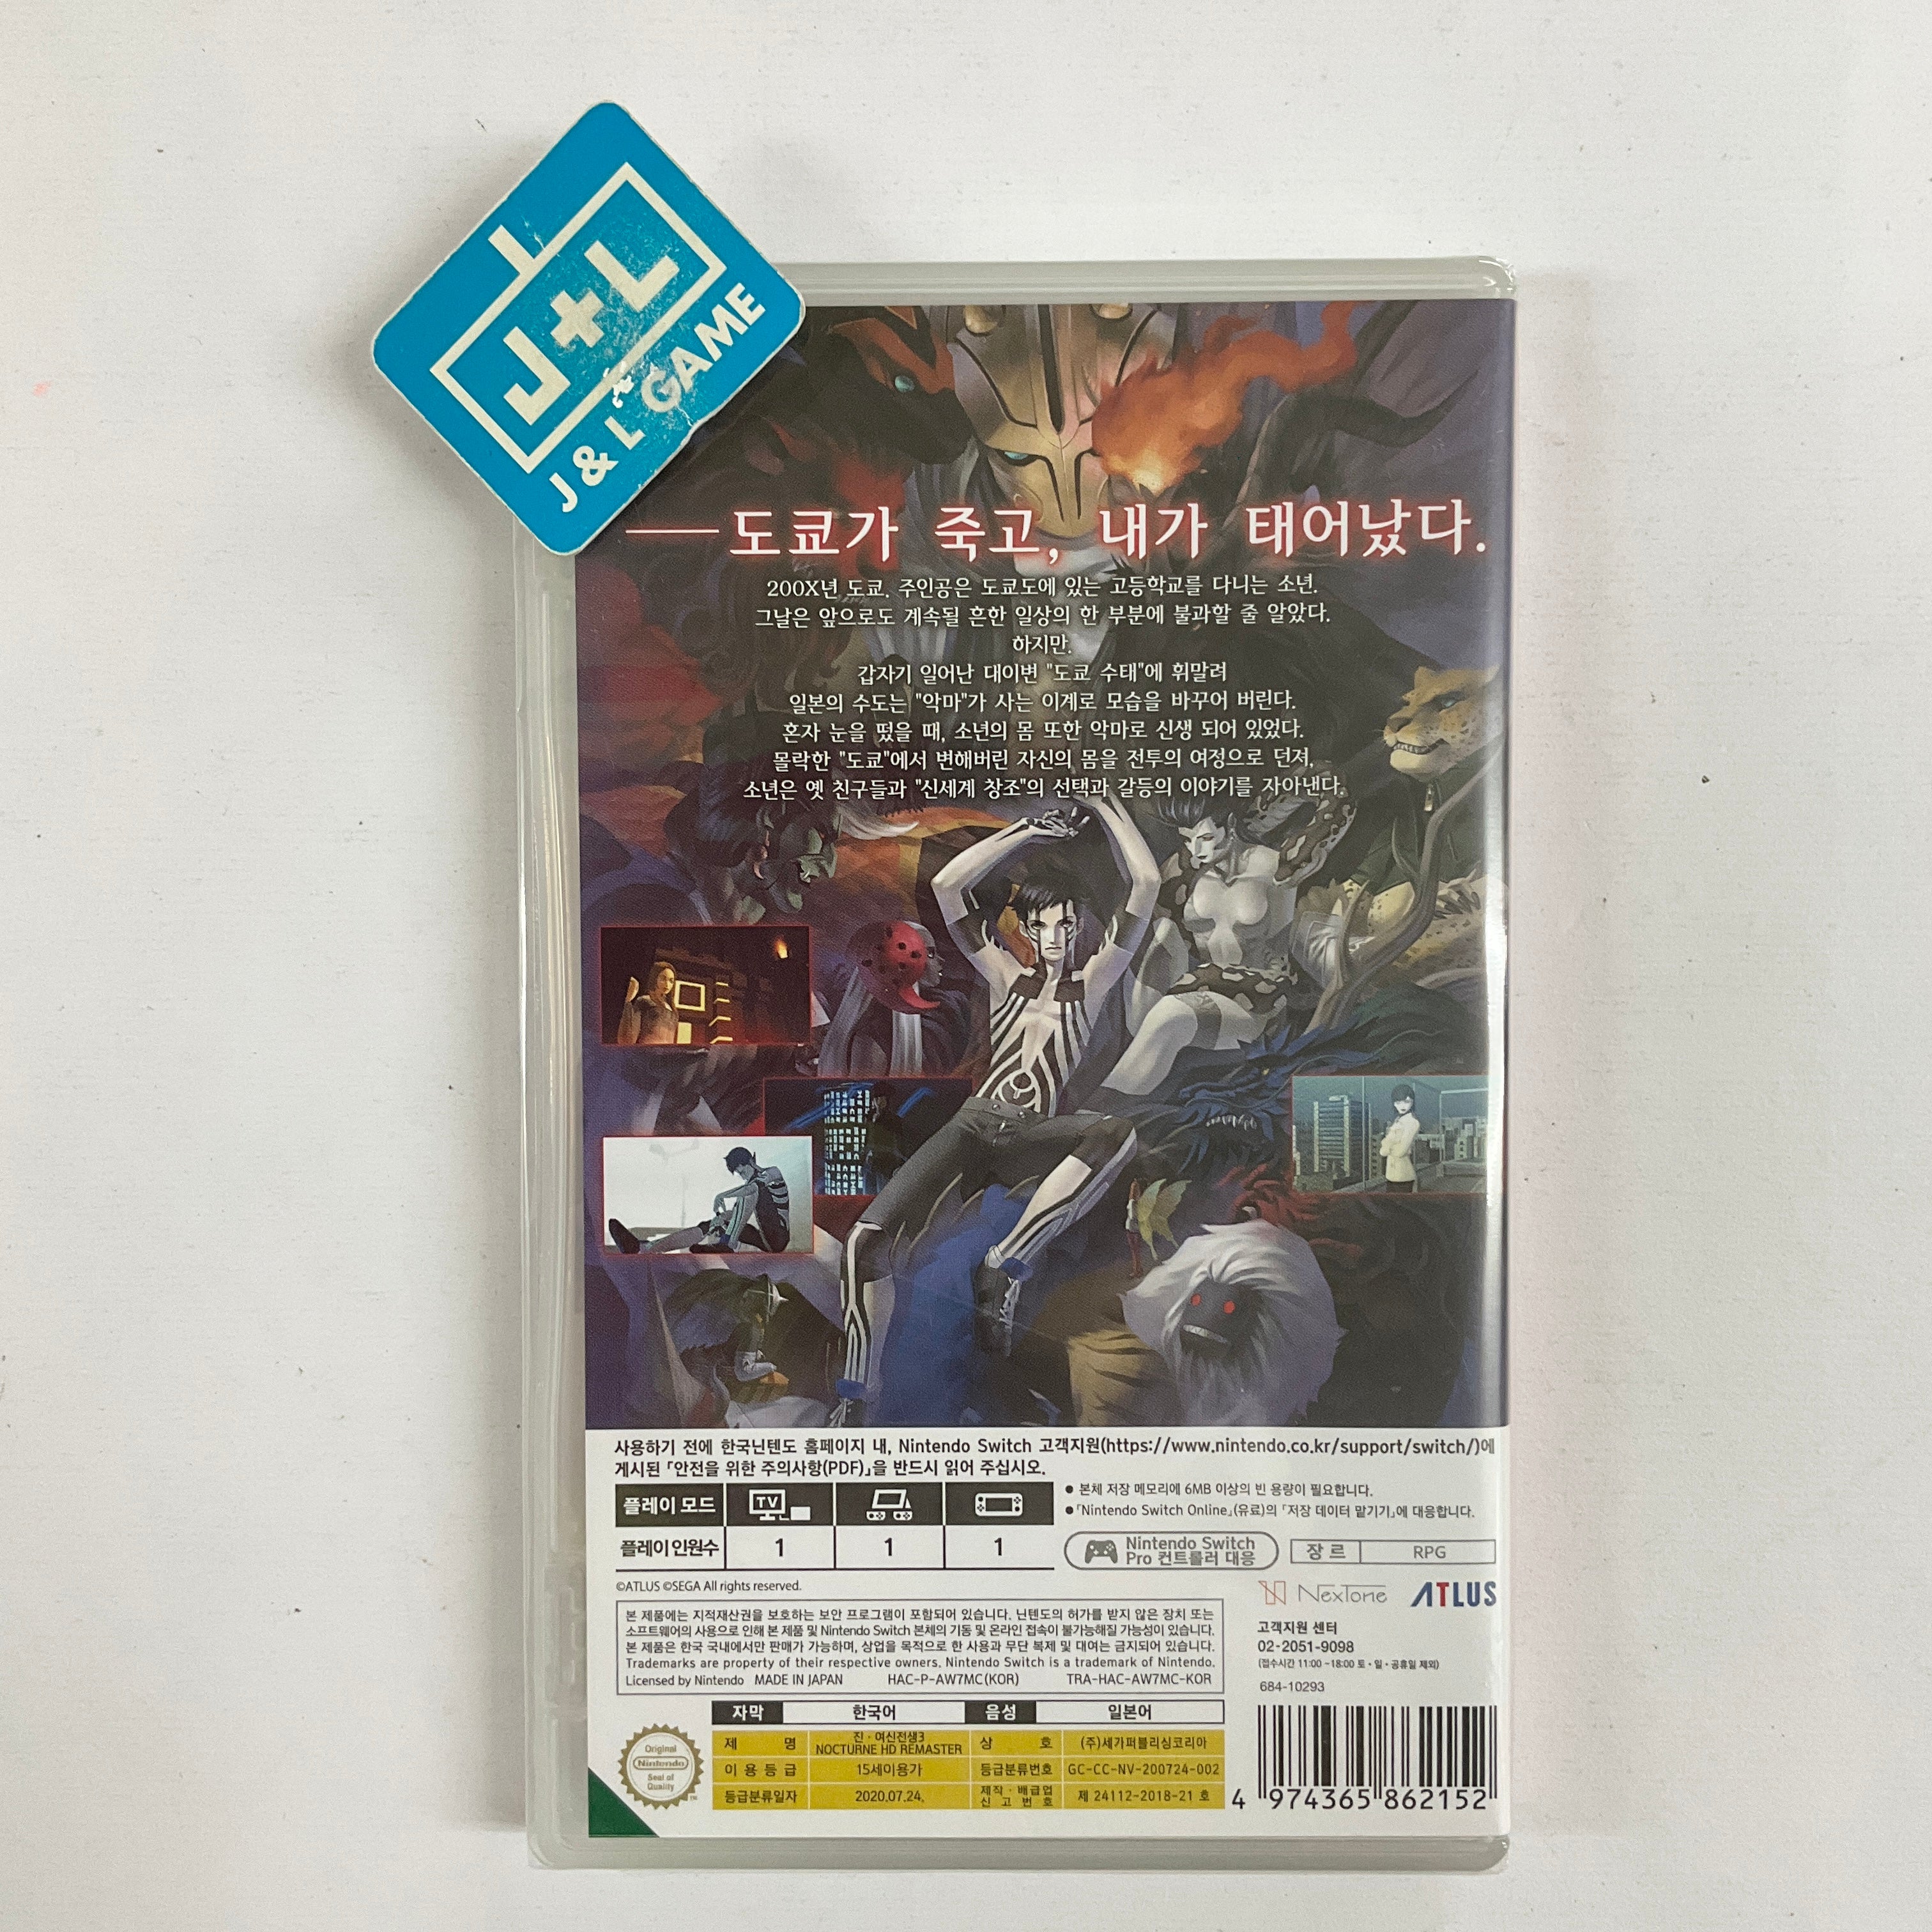 J+L
J & L GAME
──도쿄가 죽고, 내가 태어났다.
200X년 도쿄. 주인공은 도쿄도에 있는 고등학교를 다니는 소년.
그날은 앞으로도 계속될 흔한 일상의 한 부분에 불과할 줄 알았다.
하지만.
갑자기 일어난 대이변 "도쿄 수태"에 휘말려
일본의 수도는 "악마"가 사는 이계로 모습을 바꾸어 버린다.
혼자 눈을 떴을 때, 소년의 몸 또한 악마로 신생 되어 있었다.
몰락한 "도쿄"에서 변해버린 자신의 몸을 전투의 여정으로 던져,
소년은 옛 친구들과 "신세계 창조"의 선택과 갈등의 이야기를 자아낸다.
사용하기 전에 한국닌텐도 홈페이지 내, Nintendo Switch 고객지원(https://www.nintendo.co.kr/support/switch/)에
게시된 「안전을 위한 주의사항(PDF)」을 반드시 읽어 주십시오.
플레이 모드 TV
플레이 인원수 1 1 1
● 본체 저장 메모리에 6MB 이상의 빈 용량이 필요합니다.
●「Nintendo Switch Online」(유료)의 「저장 데이터 맡기기」에 대응합니다.
Nintendo Switch
Pro 컨트롤러 대응
장 르 RPG
©ATLUS ©SEGA All rights reserved.
NexTone ATLUS
본 제품에는 지적재산권을 보호하는 보안 프로그램이 포함되어 있습니다. 닌텐도의 허가를 받지 않은 장치 또는
소프트웨어의 사용으로 인해 본 제품 및 Nintendo Switch 본체의 기동 및 온라인 접속이 불가능해질 가능성이 있습니다.
본 제품은 한국 국내에서만 판매가 가능하며, 상업을 목적으로 한 사용과 무단 복제 및 대여는 금지되어 있습니다.
Trademarks are property of their respective owners. Nintendo Switch is a trademark of Nintendo.
Licensed by Nintendo MADE IN JAPAN HAC-P-AW7MC(KOR) TRA-HAC-AW7MC-KOR
고객지원 센터
02-2051-9098
(접수시간 11:00 ~18:00 토・일・공휴일 제외)
684-10293
자막 한국어 음성 일본어
제 명 진・여신전생3 NOCTURNE HD REMASTER 상 호 (주)세가퍼블리싱코리아
이 용 등 급 15세이용가 등급분류번호 GC-CC-NV-200724-002
등급분류일자 2020.07.24. 제작・배급업 신 고 번 호 제 24112-2018-21 호
Original
Nintendo
Seal of
Quality
TM
4 974365 862152